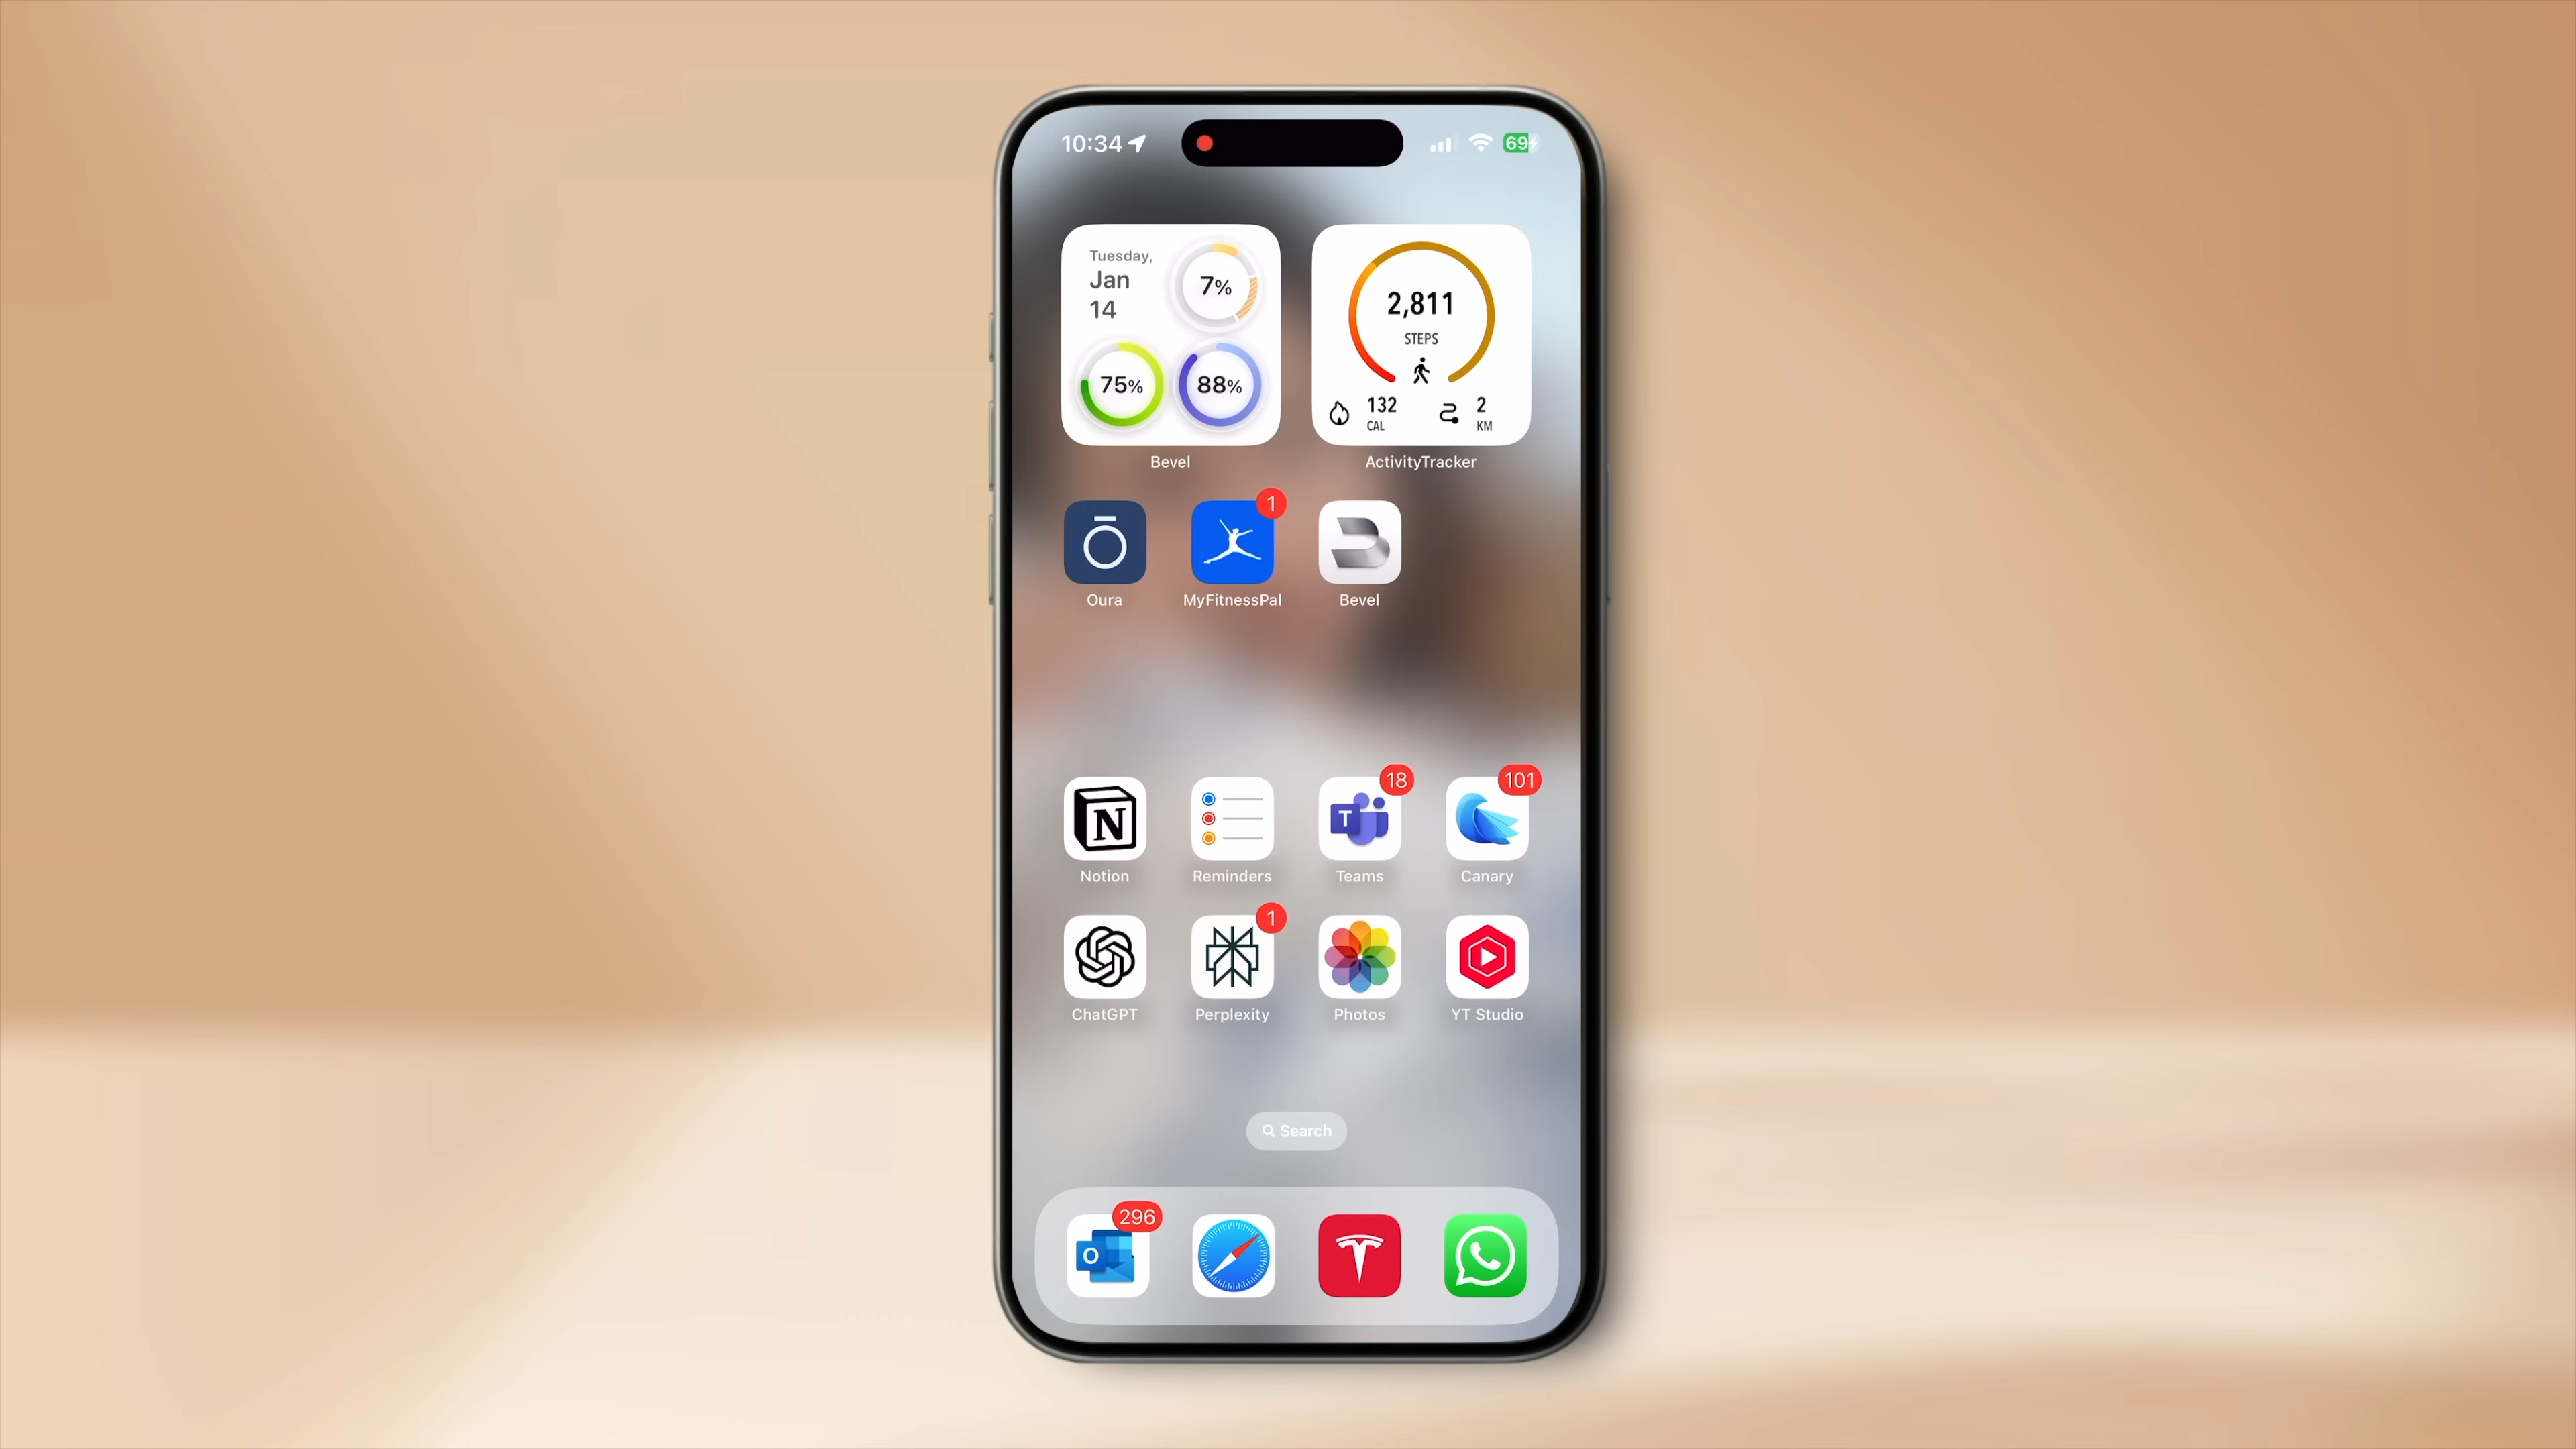 10:34
69
Tuesday,
Jan
14
7%
75%
88%
Bevel
2,811
STEPS
132
CAL
2
KM
ActivityTracker
1
Oura
MyFitnessPal
Bevel
18
101
N
T
Notion
Reminders
Teams
Canary
1
ChatGPT
Perplexity
Photos
YT Studio
Search
296
O